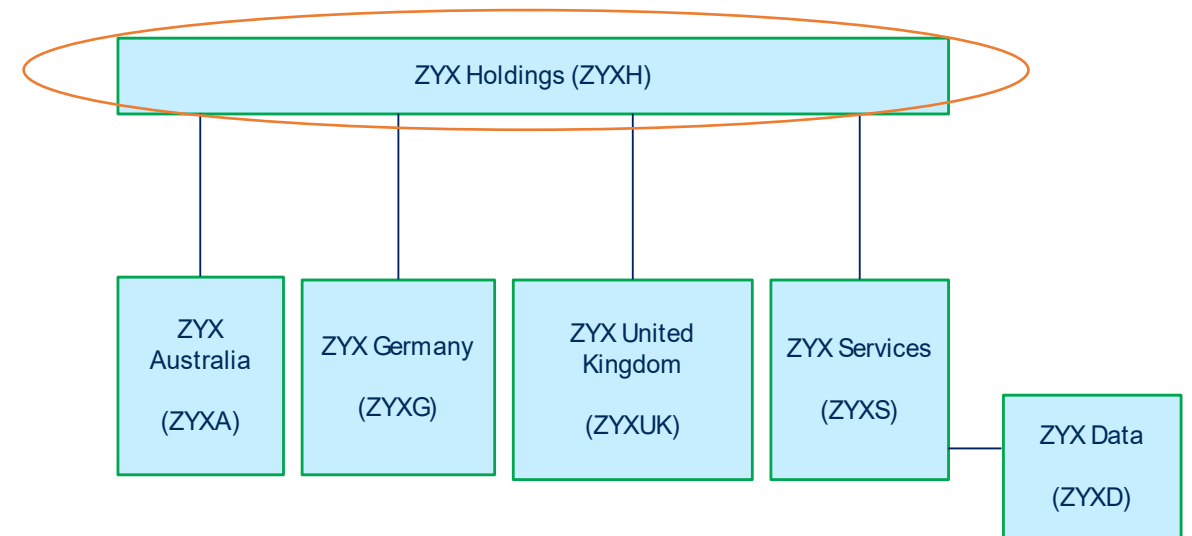 ZYX Holdings (ZYXH)
ZYX
Australia
(ZYXA)
ZYX Germany
(ZYXG)
ZYX United
Kingdom
(ZYXUK)
ZYX Services
(ZYXS)
ZYX Data
(ZYXD)